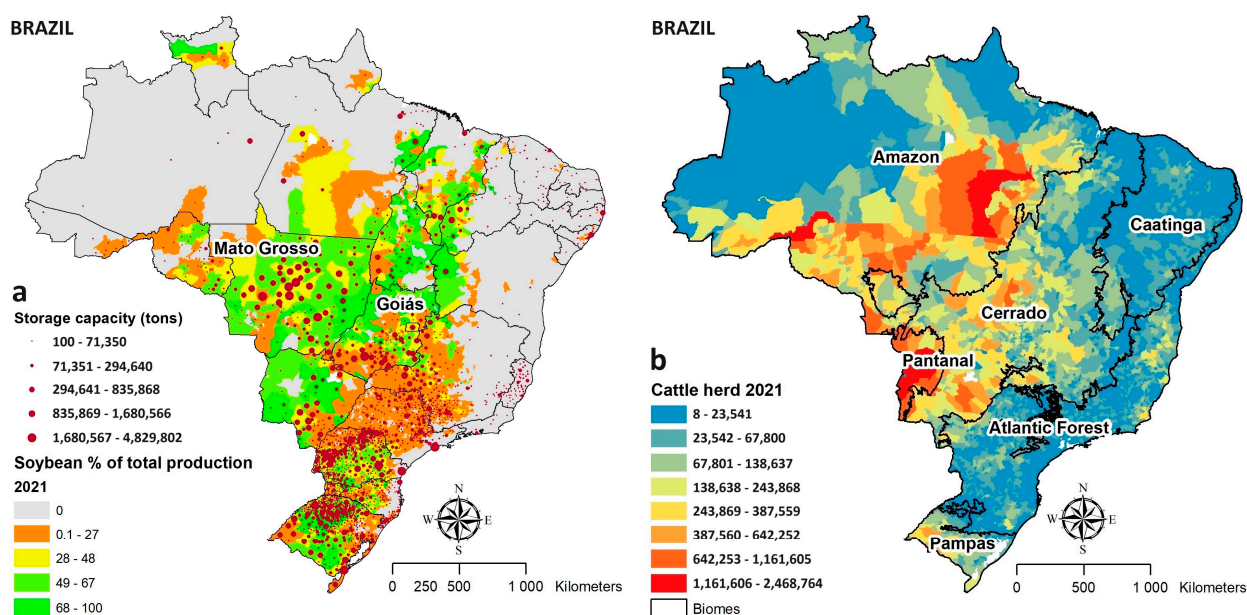 BRAZIL
Mato Grosso
Goiás
a
Storage capacity (tons)
100 - 71,350
71,351 - 294,640
294,641 - 835,868
835,869 - 1,680,566
1,680,567 - 4,829,802
Soybean % of total production
2021
0
0.1 - 27
28 - 48
49 - 67
68 - 100
N
W E
S
0 250 500 1 000 Kilometers
BRAZIL
Amazon
Caatinga
Cerrado
Pantanal
Atlantic Forest
Pampas
b
Cattle herd 2021
8 - 23,541
23,542 - 67,800
67,801 - 138,637
138,638 - 243,868
243,869 - 387,559
387,560 - 642,252
642,253 - 1,161,605
1,161,606 - 2,468,764
Biomes
N
W E
S
0 250 500 1 000 Kilometers